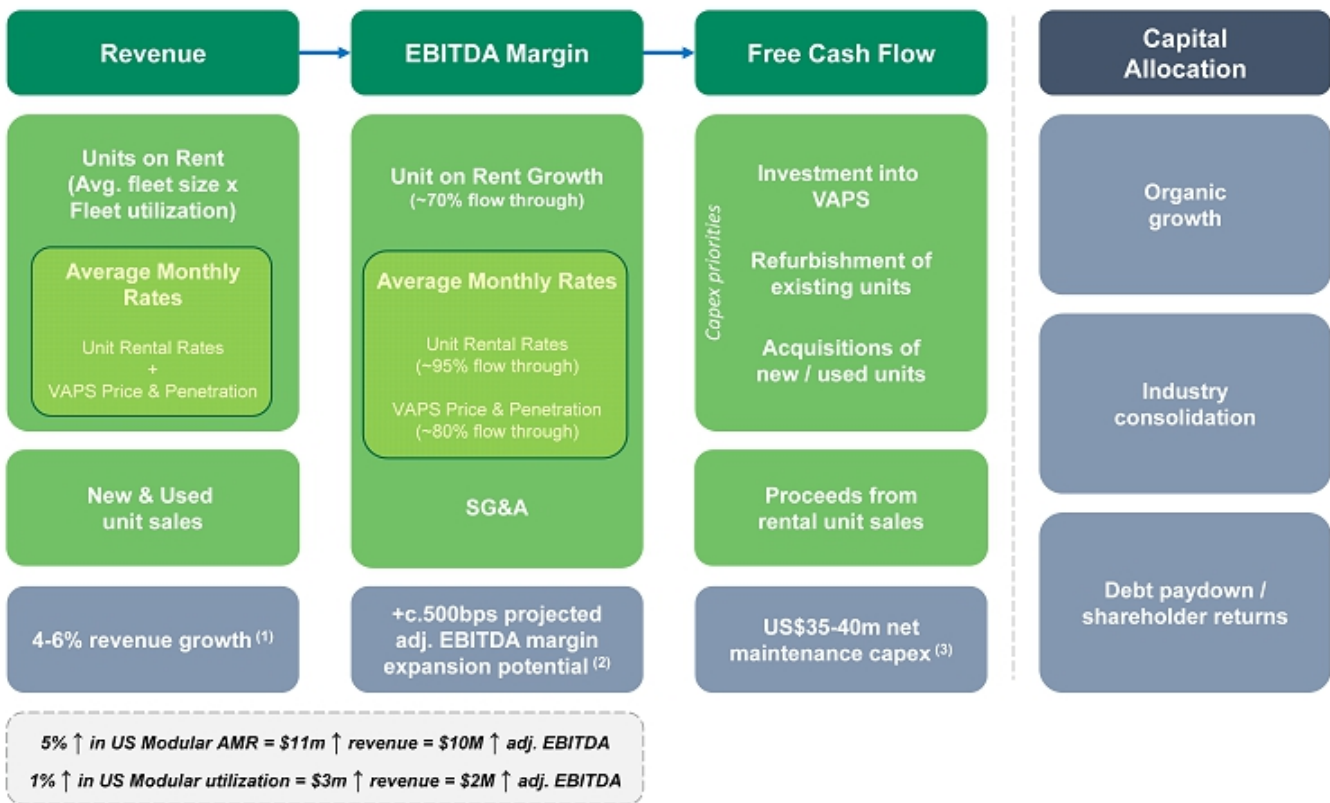 Revenue
EBITDA Margin
Free Cash Flow
Capital
Allocation
Units on Rent
(Avg. fleet size x
Fleet utilization)
Average Monthly
Rates
Unit Rental Rates
+
VAPS Price & Penetration
New & Used
unit sales
4-6% revenue growth (1)
Unit on Rent Growth
(~70% flow through)
Average Monthly Rates
Unit Rental Rates
(~95% flow through)
VAPS Price & Penetration
(~80% flow through)
SG&A
+c.500bps projected
adj. EBITDA margin
expansion potential (2)
Capex priorities
Investment into
VAPS
Refurbishment of
existing units
Acquisitions of
new / used units
Proceeds from
rental unit sales
US$35-40m net
maintenance capex (3)
Organic
growth
Industry
consolidation
Debt paydown /
shareholder returns
5% ↑ in US Modular AMR = $11m ↑ revenue = $10M ↑ adj. EBITDA
1% ↑ in US Modular utilization = $3m ↑ revenue = $2M ↑ adj. EBITDA